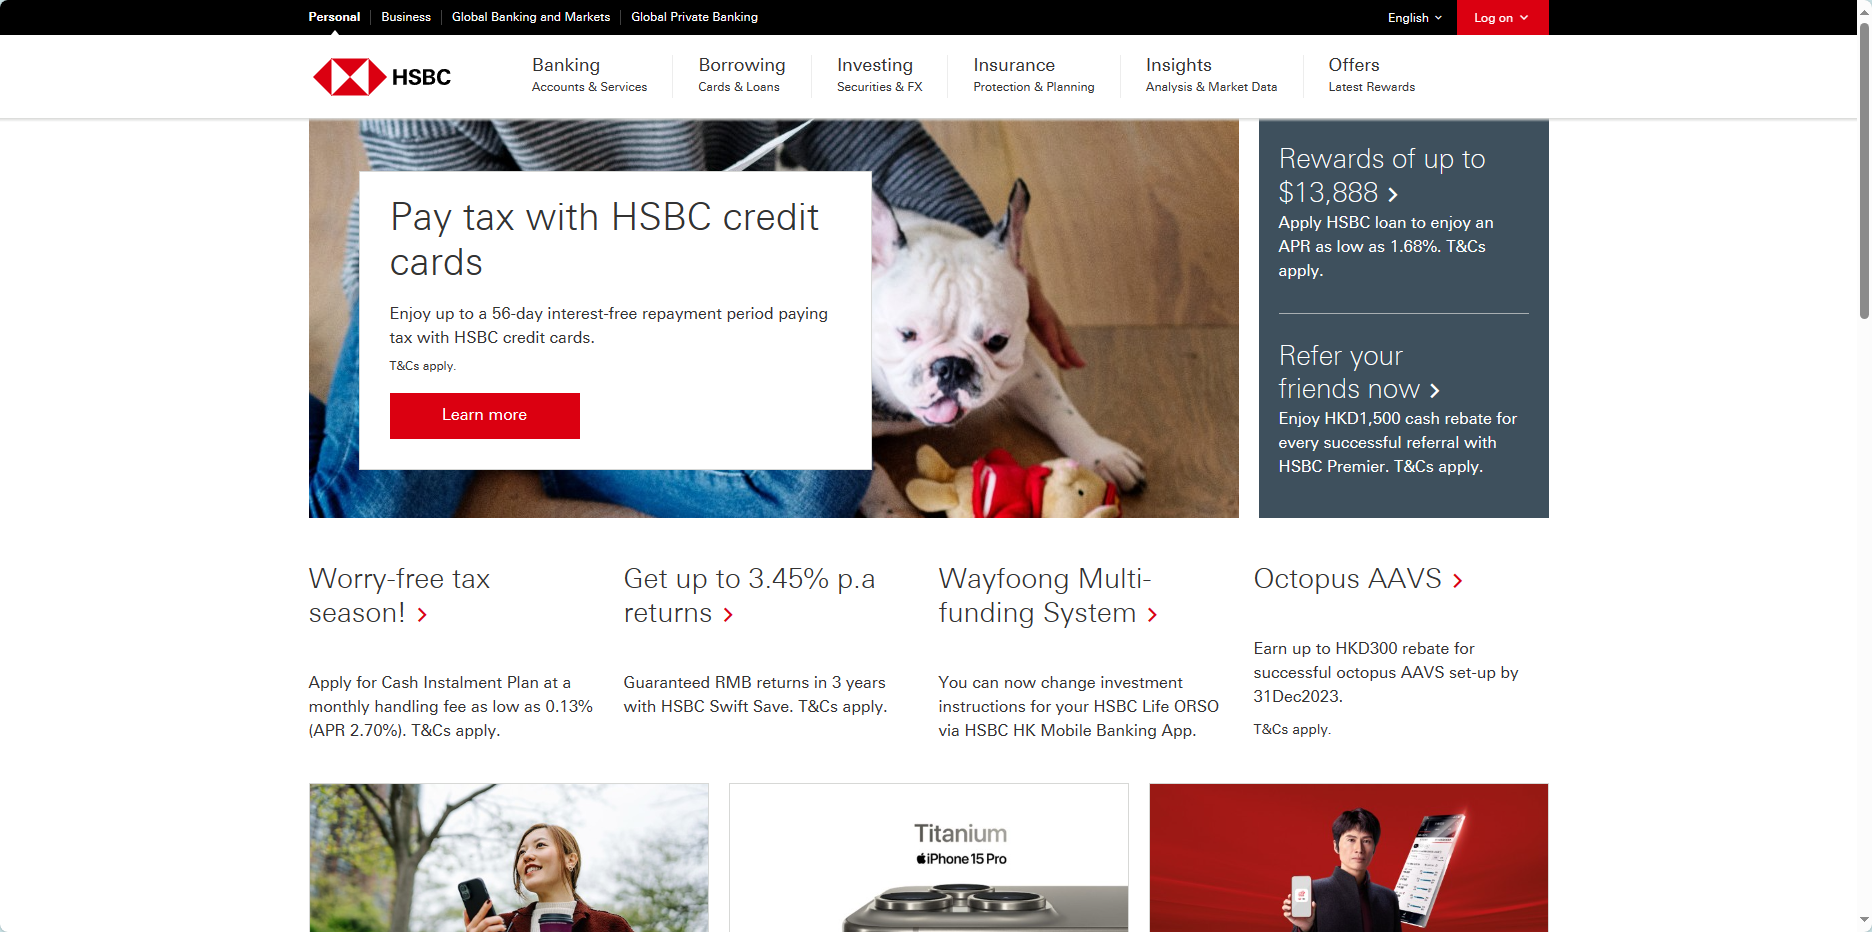 Personal
Business
Global Banking and Markets
Global Private Banking
English
Log on
HSBC
Banking
Accounts & Services
Borrowing
Cards & Loans
Investing
Securities & FX
Insurance
Protection & Planning
Insights
Analysis & Market Data
Offers
Latest Rewards
Pay tax with HSBC credit
cards
Enjoy up to a 56-day interest-free repayment period paying
tax with HSBC credit cards.
T&Cs apply.
Learn more
Rewards of up to
$13,888
Apply HSBC loan to enjoy an
APR as low as 1.68%. T&Cs
apply.
Refer your
friends now
Enjoy HKD1,500 cash rebate for
every successful referral with
HSBC Premier. T&Cs apply.
Worry-free tax
season!
Apply for Cash Instalment Plan at a
monthly handling fee as low as 0.13%
(APR 2.70%). T&Cs apply.
Get up to 3.45% p.a
returns
Guaranteed RMB returns in 3 years
with HSBC Swift Save. T&Cs apply.
Wayfoong Multi-
funding System
You can now change investment
instructions for your HSBC Life ORSO
via HSBC HK Mobile Banking App.
Octopus AAVS
Earn up to HKD300 rebate for
successful octopus AAVS set-up by
31Dec2023.
T&Cs apply.
Titanium
iPhone 15 Pro